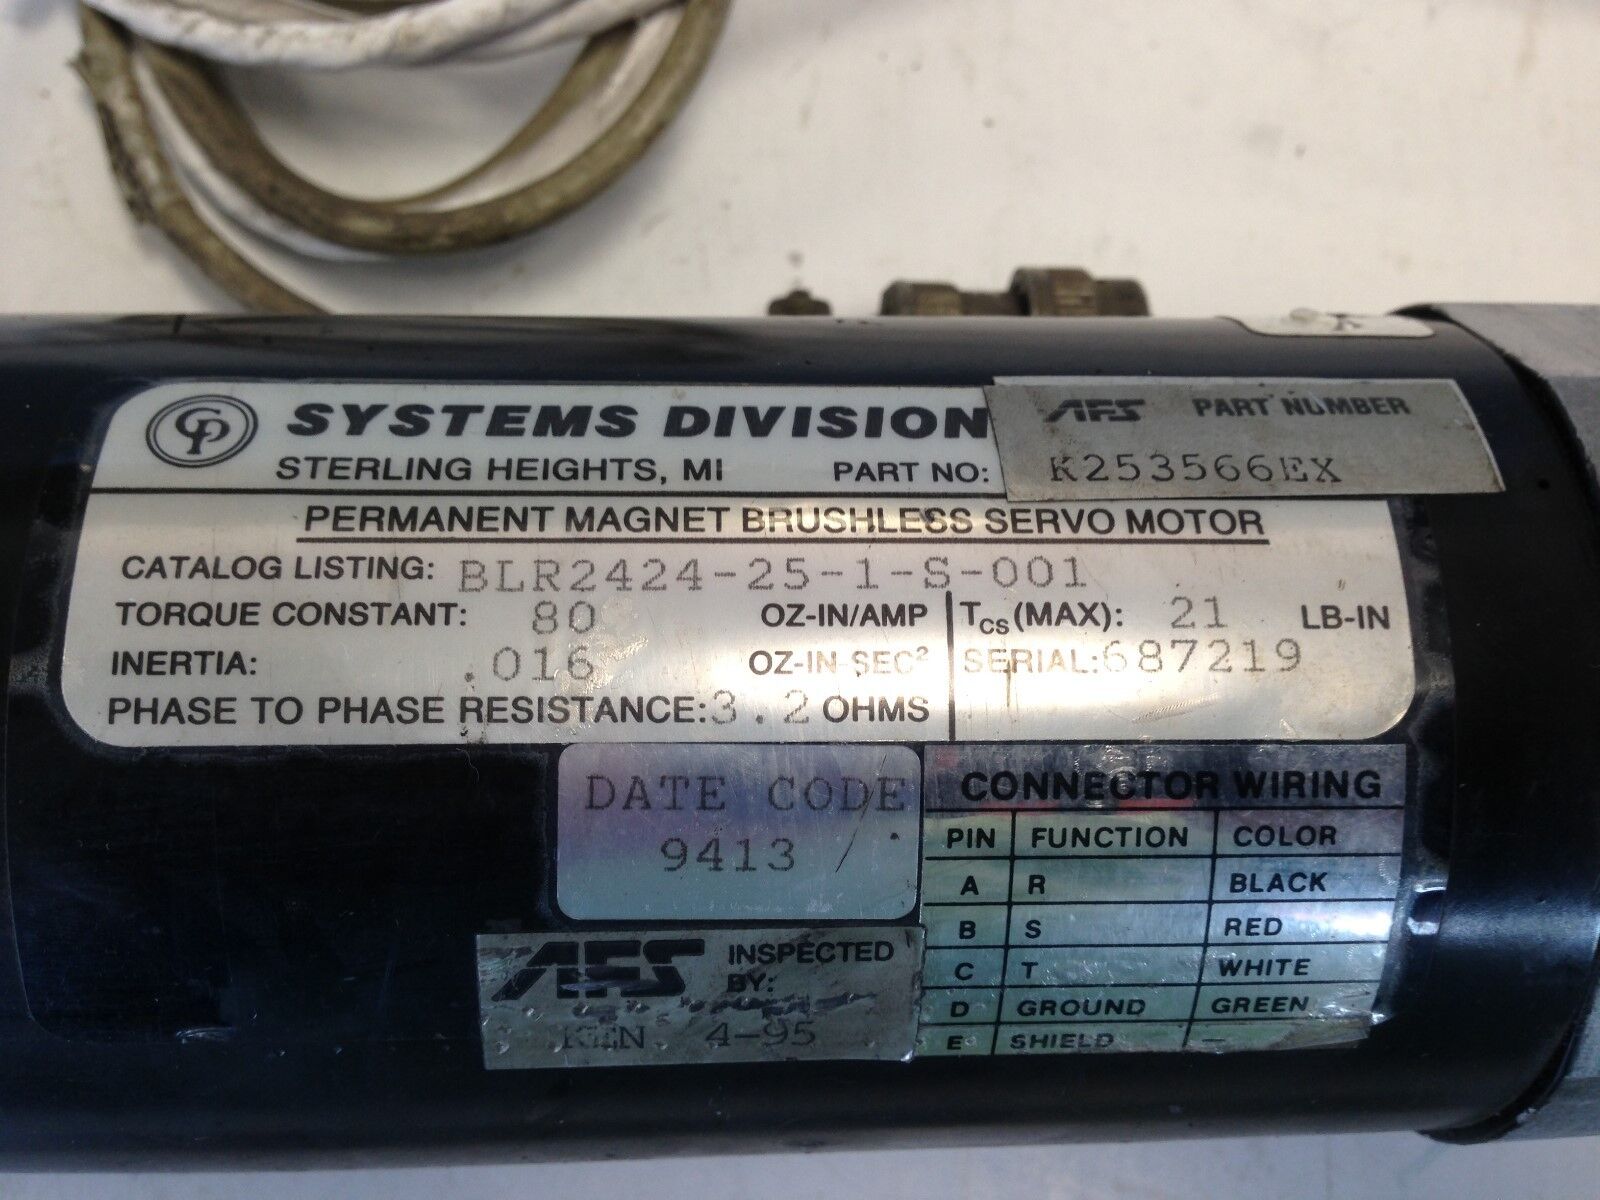 CP SYSTEMS DIVISION
STERLING HEIGHTS, MI PART NO:
AFS PART NUMBER
K253566EX
PERMANENT MAGNET BRUSHLESS SERVO MOTOR
CATALOG LISTING: BLR2424-25-1-S-001
TORQUE CONSTANT: 80 OZ-IN/AMP TCS (MAX): 21 LB-IN
INERTIA: .016 OZ-IN-SEC² SERIAL: 687219
PHASE TO PHASE RESISTANCE: 3.2 OHMS
DATE CODE
9413
AFS INSPECTED
BY:
KEN 4-95
CONNECTOR WIRING
PIN FUNCTION COLOR
A R BLACK
B S RED
C T WHITE
D GROUND GREEN
E SHIELD —